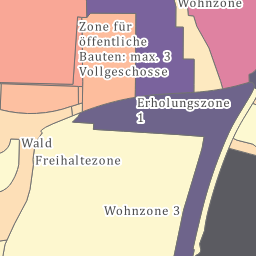 Wohnzone
Zone für
öffentliche
Bauten: max. 3
Vollgeschosse
Erholungszone
1
Wald
Freihaltezone
Wohnzone 3